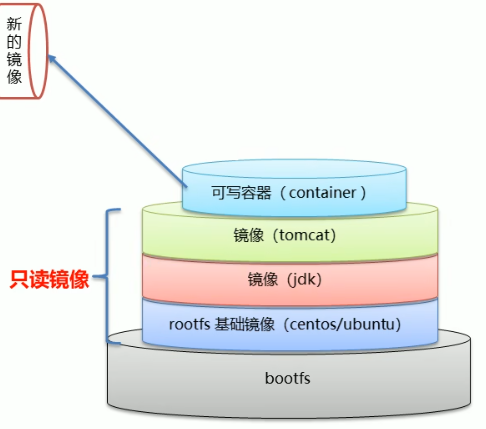 新的镜像
可写容器（container）
镜像（tomcat）
镜像（jdk）
只读镜像
rootfs 基础镜像（centos/ubuntu）
bootfs